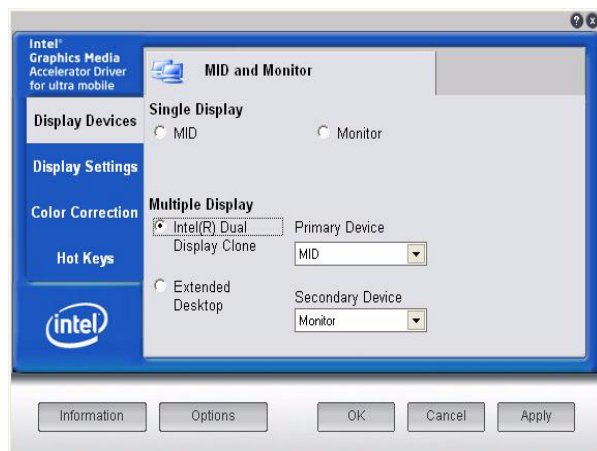 Intel®
Graphics Media
Accelerator Driver
for ultra mobile
MID and Monitor
Display Devices
Display Settings
Color Correction
Hot Keys
intel
Single Display
MID
Monitor
Multiple Display
Intel(R) Dual
Display Clone
Primary Device
MID
Extended
Desktop
Secondary Device
Monitor
Information
Options
OK
Cancel
Apply